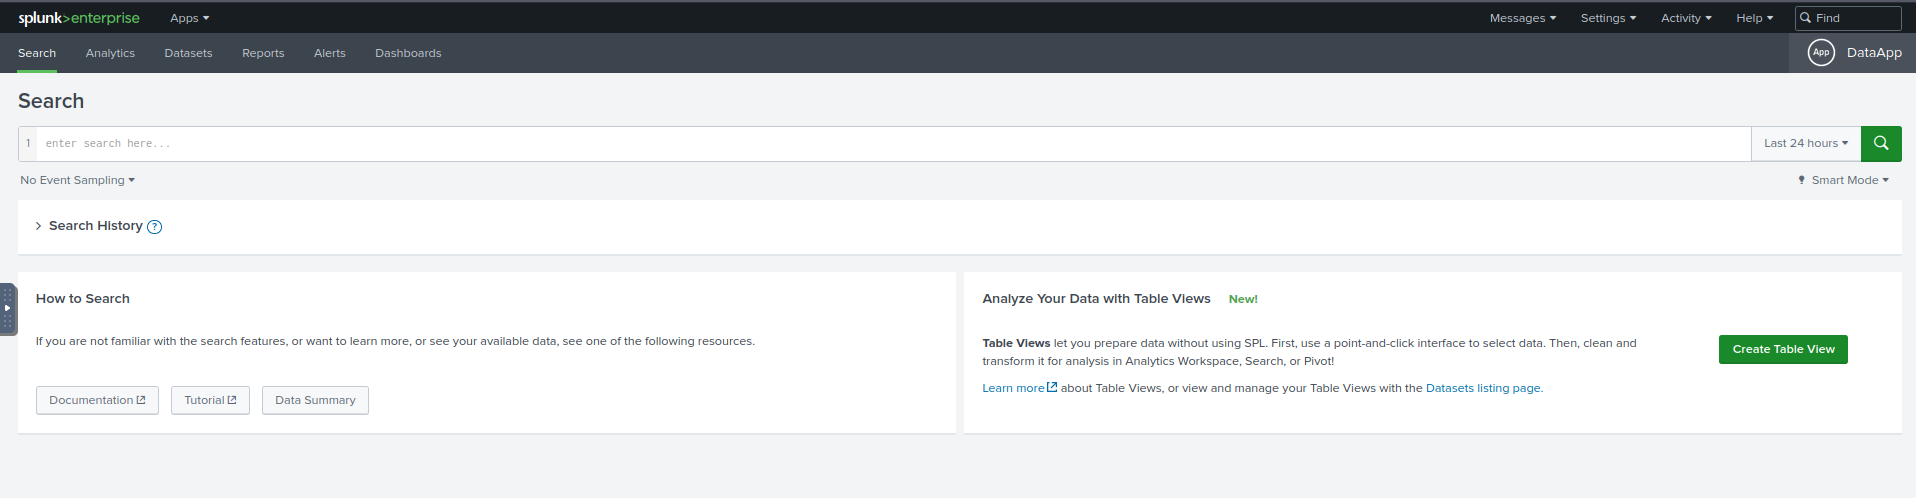 splunk>enterprise Apps Messages Settings Activity Help Find
Search Analytics Datasets Reports Alerts Dashboards App DataApp
Search
1 enter search here... Last 24 hours
No Event Sampling Smart Mode
Search History ?
How to Search
If you are not familiar with the search features, or want to learn more, or see your available data, see one of the following resources.
Documentation Tutorial Data Summary
Analyze Your Data with Table Views New!
Table Views let you prepare data without using SPL. First, use a point-and-click interface to select data. Then, clean and
transform it for analysis in Analytics Workspace, Search, or Pivot!
Create Table View
Learn more about Table Views, or view and manage your Table Views with the Datasets listing page.